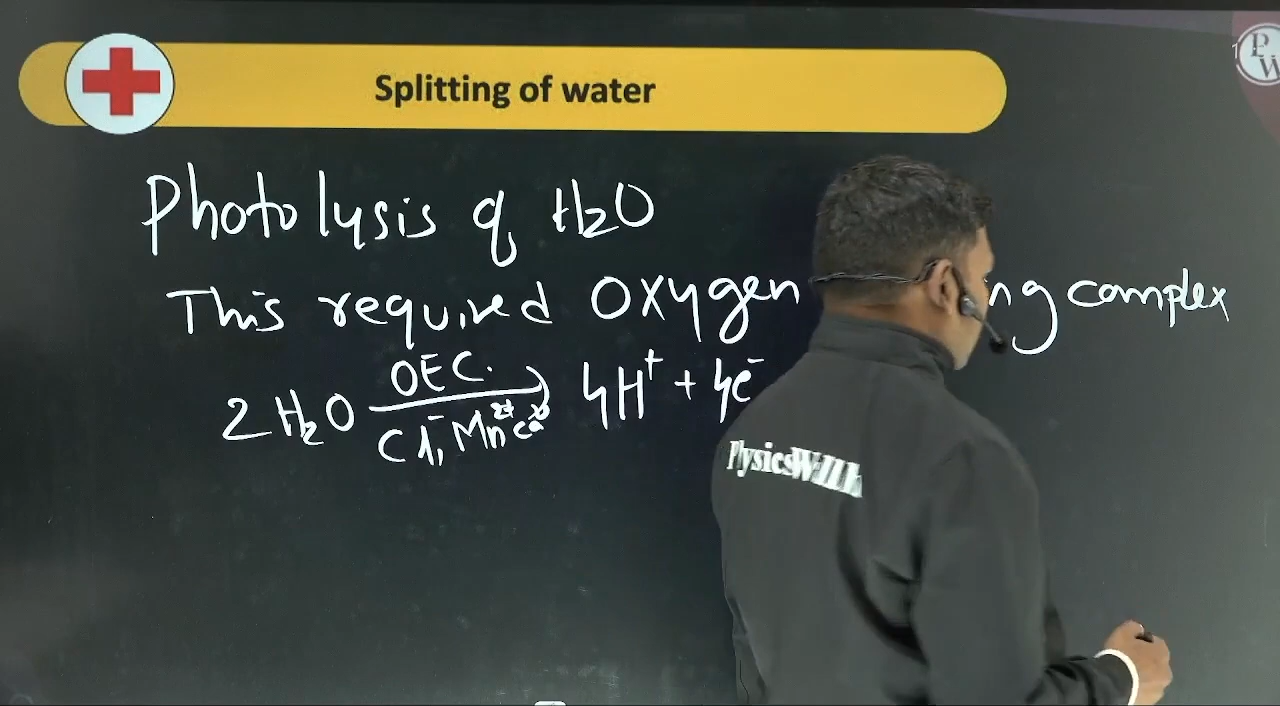 Splitting of water
PW
Photolysis of H₂O
This required Oxygen ng complex
2H₂O OEC. Cl⁻, Mn²⁺ Ca²⁺ → 4H⁺ + 4e⁻